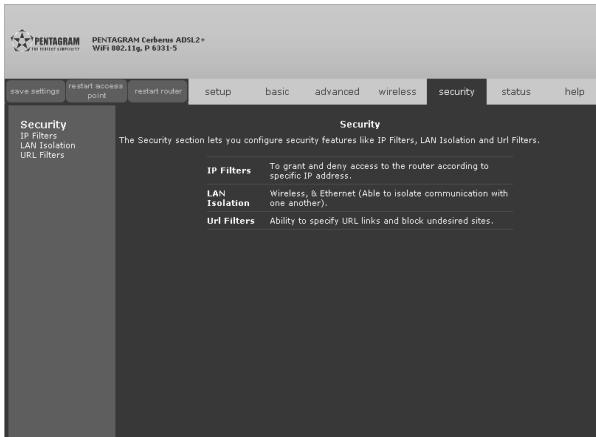 PENTAGRAM
THE PERFECT SIMPLICITY
PENTAGRAM Cerberus ADSL2+
WiFi 802.11g, P 6331-5
save settings
restart access point
restart router
setup
basic
advanced
wireless
security
status
help
Security
IP Filters
LAN Isolation
URL Filters
Security
The Security section lets you configure security features like IP Filters, LAN Isolation and Url Filters.
IP Filters To grant and deny access to the router according to
specific IP address.
LAN Wireless, & Ethernet (Able to isolate communication with
Isolation one another).
Url Filters Ability to specify URL links and block undesired sites.